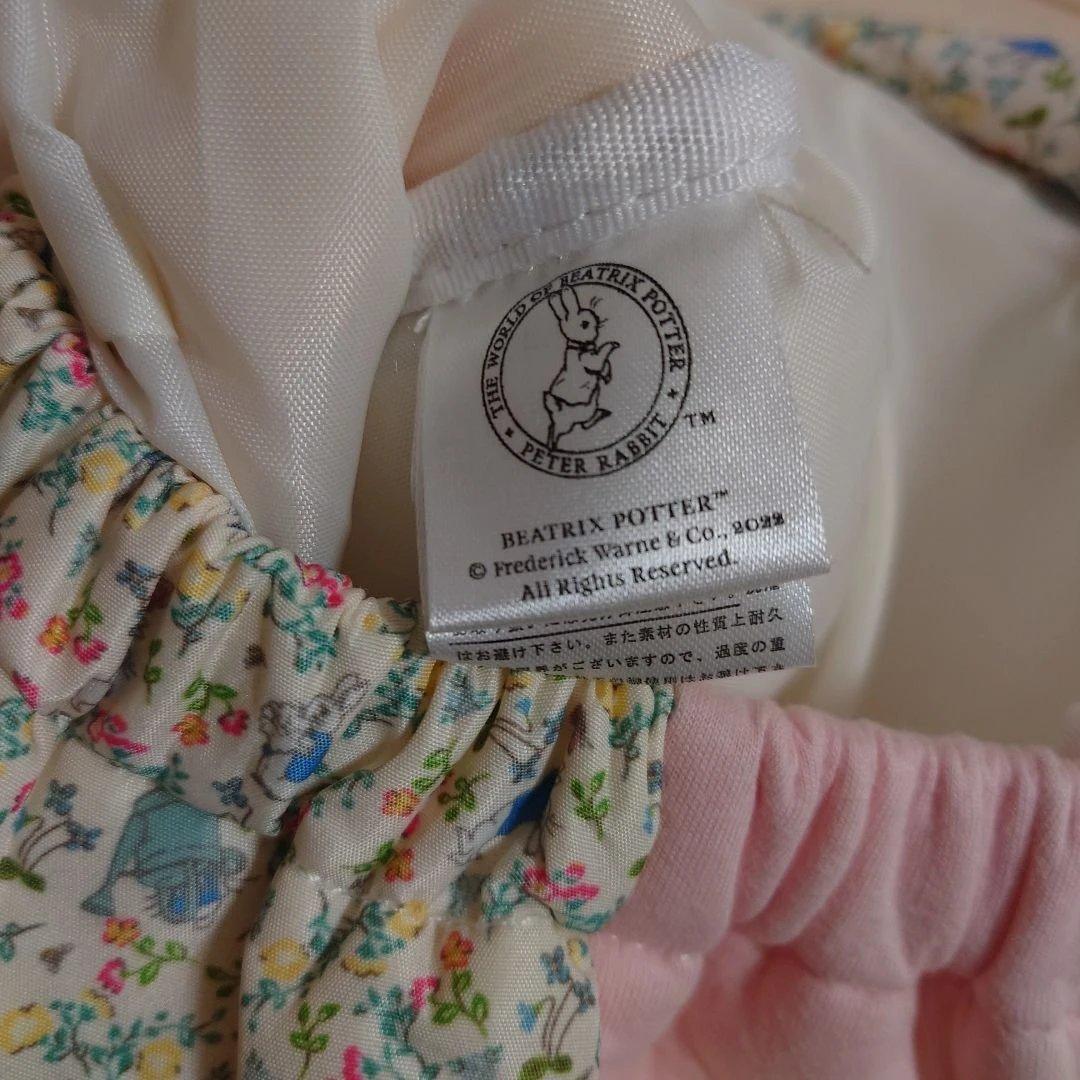 THE WORLD OF BEATRIX POTTER
PETER RABBIT
TM
BEATRIX POTTER™
© Frederick Warne & Co., 2022
All Rights Reserved.
はお避け下さい。また素材の性質上耐久
がございますので、過度の重